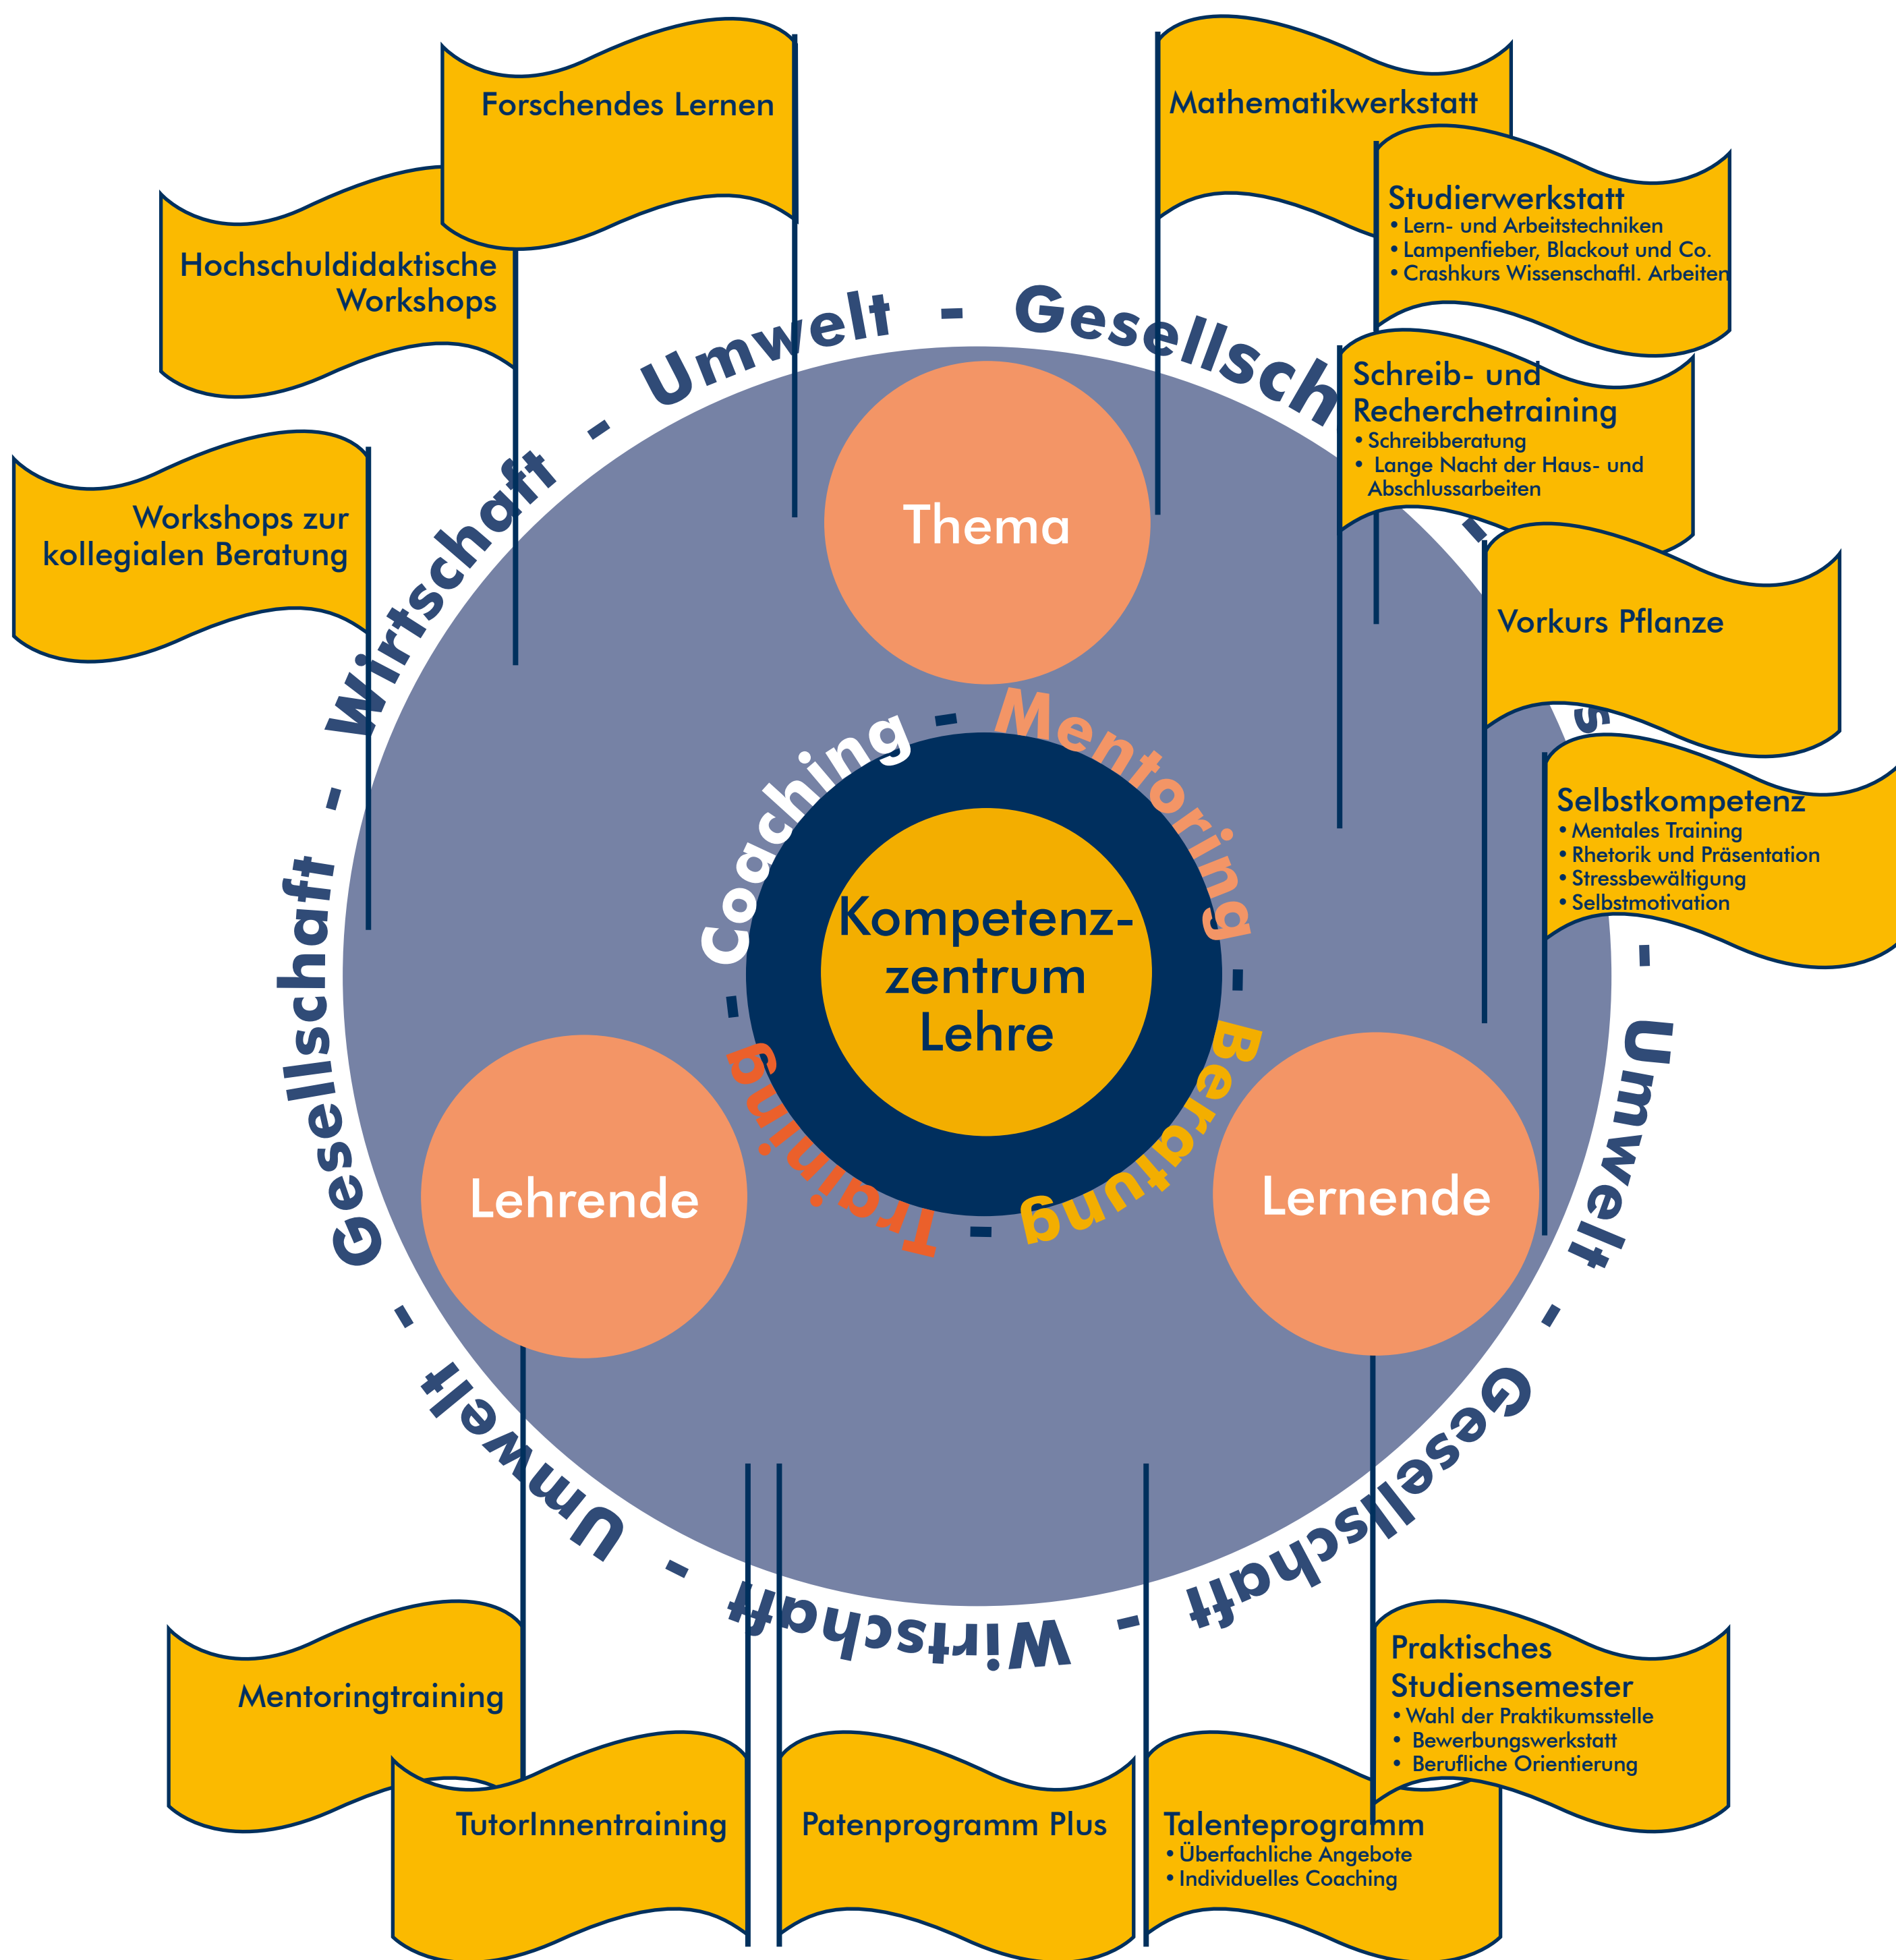 Forschendes Lernen
Mathematikwerkstatt
Studierwerkstatt
• Lern- und Arbeitstechniken
• Lampenfieber, Blackout und Co.
• Crashkurs Wissenschaftl. Arbeiten
Hochschuldidaktische
Workshops
Schreib- und
Recherchetraining
• Schreibberatung
• Lange Nacht der Haus- und
Abschlussarbeiten
Workshops zur
kollegialen Beratung
Vorkurs Pflanze
Selbstkompetenz
• Mentales Training
• Rhetorik und Präsentation
• Stressbewältigung
• Selbstmotivation
Umwelt - Gesellsch
- Umwelt - Gesellschaft - Wirtschaft - Umwelt - Gesellschaft - Wirtschaft -
Thema
Coaching - Mentoring - Beratung - Training -
Kompetenz-
zentrum
Lehre
Lehrende
Lernende
Mentoringtraining
TutorInnentraining
Patenprogramm Plus
Talenteprogramm
• Überfachliche Angebote
• Individuelles Coaching
Praktisches
Studiensemester
• Wahl der Praktikumsstelle
• Bewerbungswerkstatt
• Berufliche Orientierung